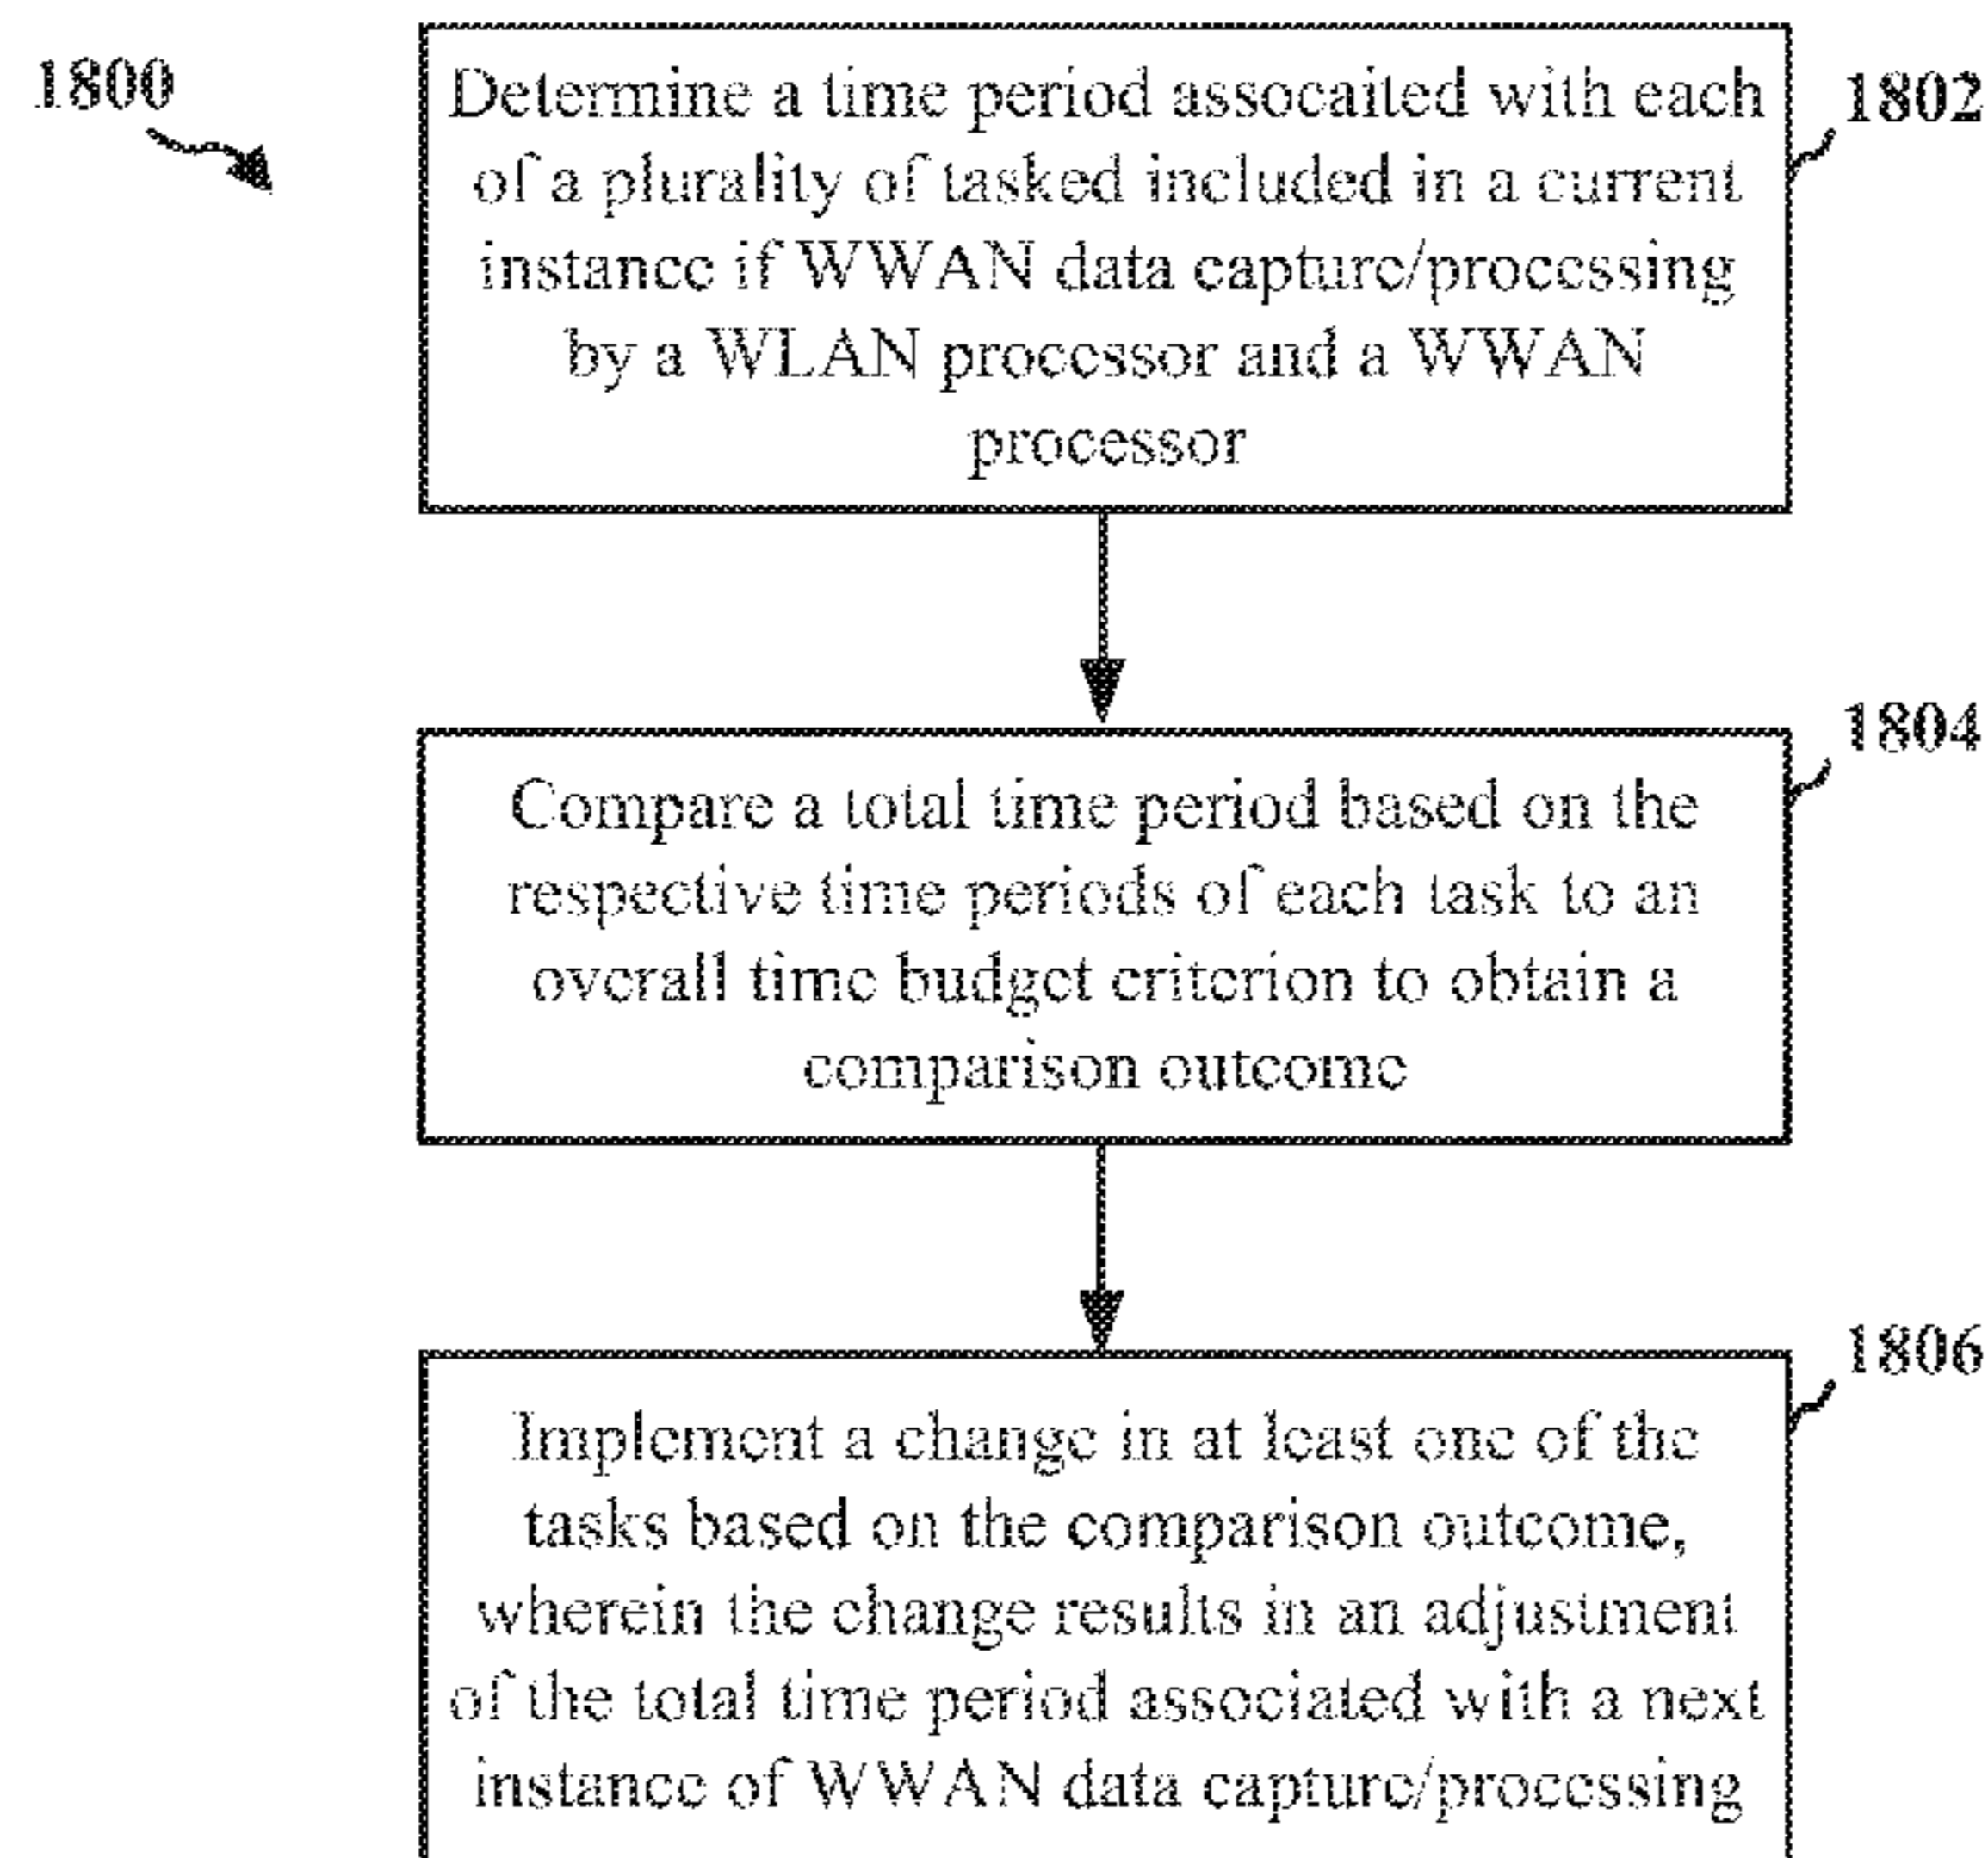 1800
Determine a time period assocaited with each
of a plurality of tasked included in a current
instance if WWAN data capture/processing
by a WLAN processor and a WWAN
processor
1802
Compare a total time period based on the
respective time periods of each task to an
overall time budget criterion to obtain a
comparison outcome
1804
Implement a change in at least one of the
tasks based on the comparison outcome,
wherein the change results in an adjustment
of the total time period associated with a next
instance of WWAN data capture/processing
1806